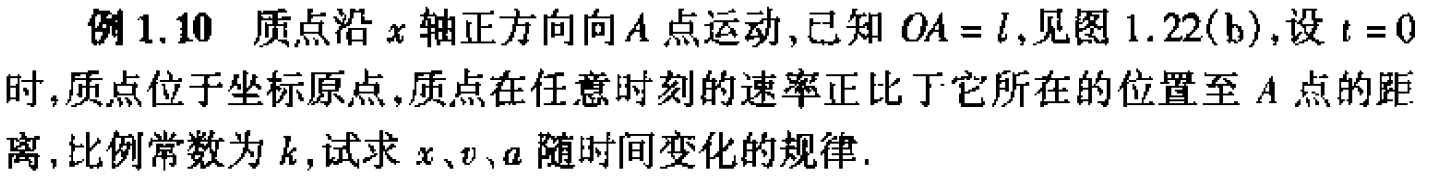 例1.10 质点沿 x 轴正方向向 A 点运动,已知 OA = l,见图 1.22(b),设 t = 0
时,质点位于坐标原点,质点在任意时刻的速率正比于它所在的位置至 A 点的距
离,比例常数为 k,试求 x、v、a 随时间变化的规律.